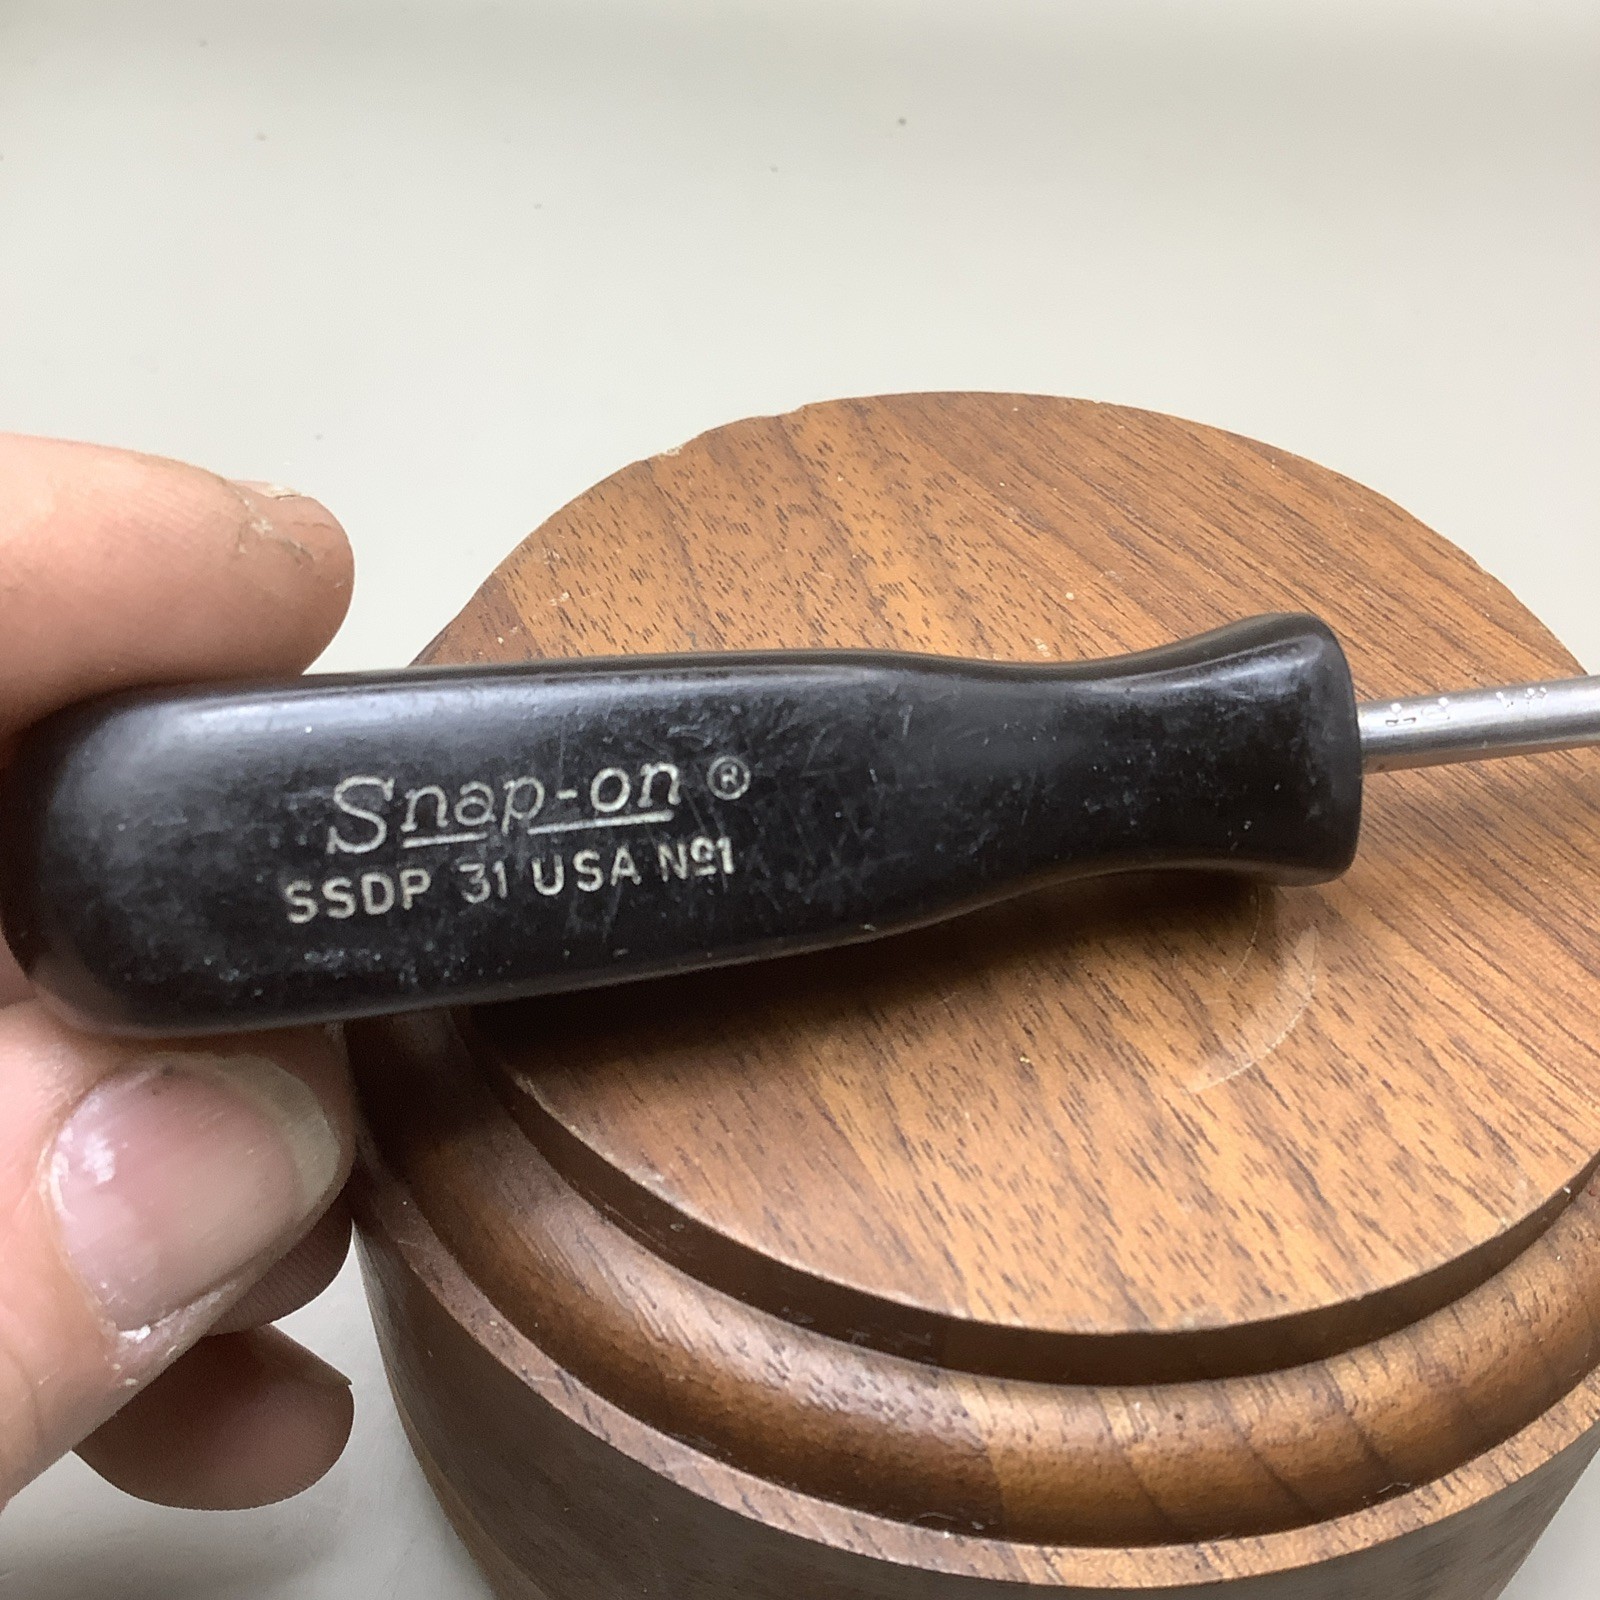 Snap-on ®
SSDP 31 USA Nº1